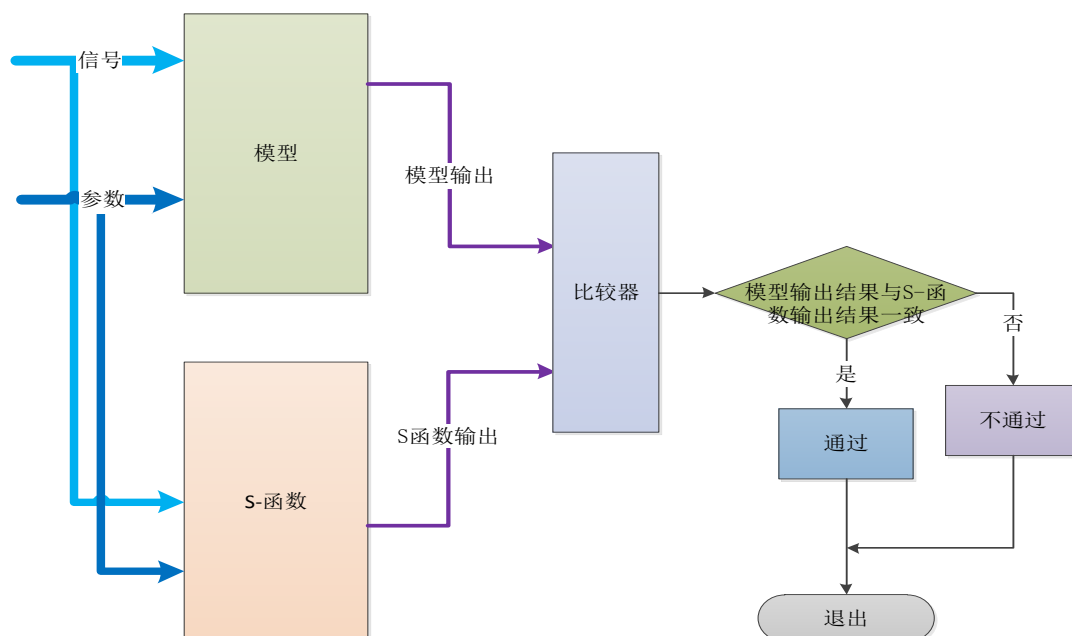 信号
模型
参数
模型输出
比较器
模型输出结果与S-函
数输出结果一致
否
是
不通过
通过
S函数输出
s-函数
退出